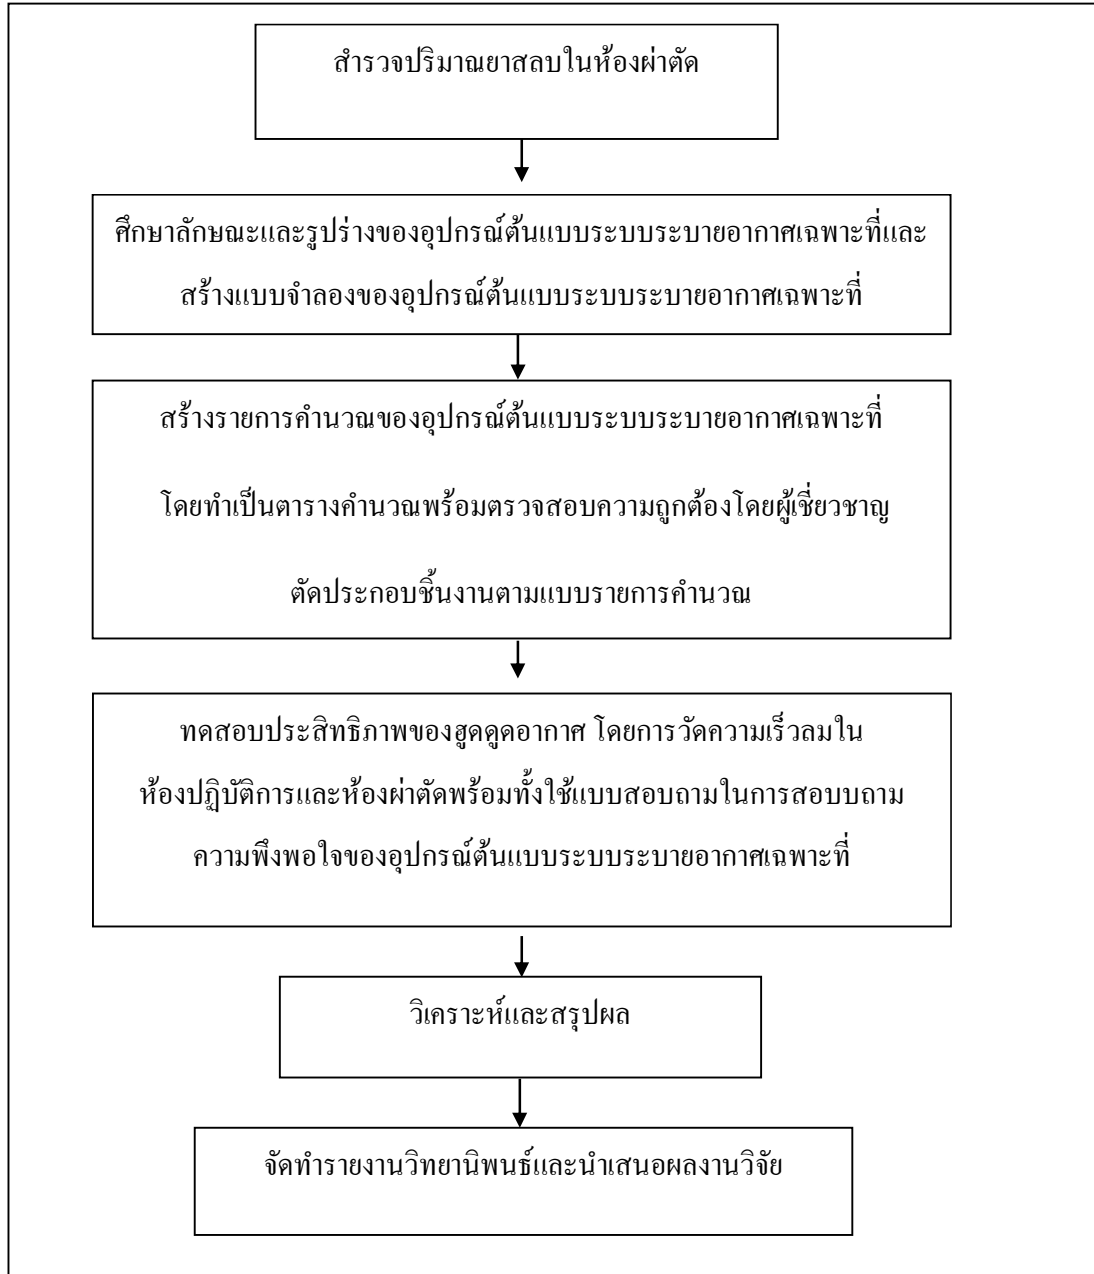 สำรวจปริมาณยาสลบในห้องผ่าตัด
ศึกษาลักษณะและรูปร่างของอุปกรณ์ต้นแบบระบบระบายอากาศเฉพาะที่และ
สร้างแบบจำลองของอุปกรณ์ต้นแบบระบบระบายอากาศเฉพาะที่
สร้างรายการคำนวณของอุปกรณ์ต้นแบบระบบระบายอากาศเฉพาะที่
โดยทำเป็นตารางคำนวณพร้อมตรวจสอบความถูกต้องโดยผู้เชี่ยวชาญ
ตัดประกอบชิ้นงานตามแบบรายการคำนวณ
ทดสอบประสิทธิภาพของฮูดดูดอากาศ โดยการวัดความเร็วลมใน
ห้องปฏิบัติการและห้องผ่าตัดพร้อมทั้งใช้แบบสอบถามในการสอบบถาม
ความพึงพอใจของอุปกรณ์ต้นแบบระบบระบายอากาศเฉพาะที่
วิเคราะห์และสรุปผล
จัดทำรายงานวิทยานิพนธ์และนำเสนอผลงานวิจัย